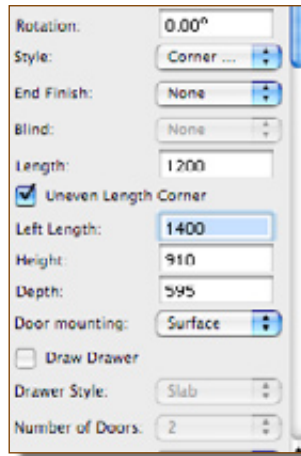 Rotation: 0.00°
Style: Corner ...
End Finish: None
Blind: None
Length: 1200
Uneven Length Corner
Left Length: 1400
Height: 910
Depth: 595
Door mounting: Surface
Draw Drawer
Drawer Style: Slab
Number of Doors: 2